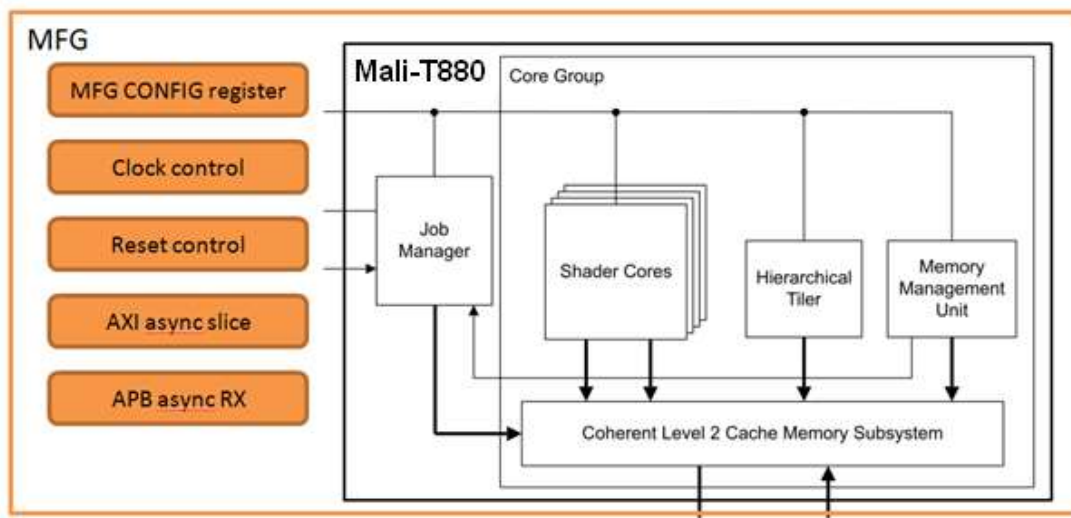 MFG
MFG CONFIG register
Clock control
Reset control
AXI async slice
APB async RX
Mali-T880
Core Group
Job
Manager
Shader Cores
Hierarchical
Tiler
Memory
Management
Unit
Coherent Level 2 Cache Memory Subsystem